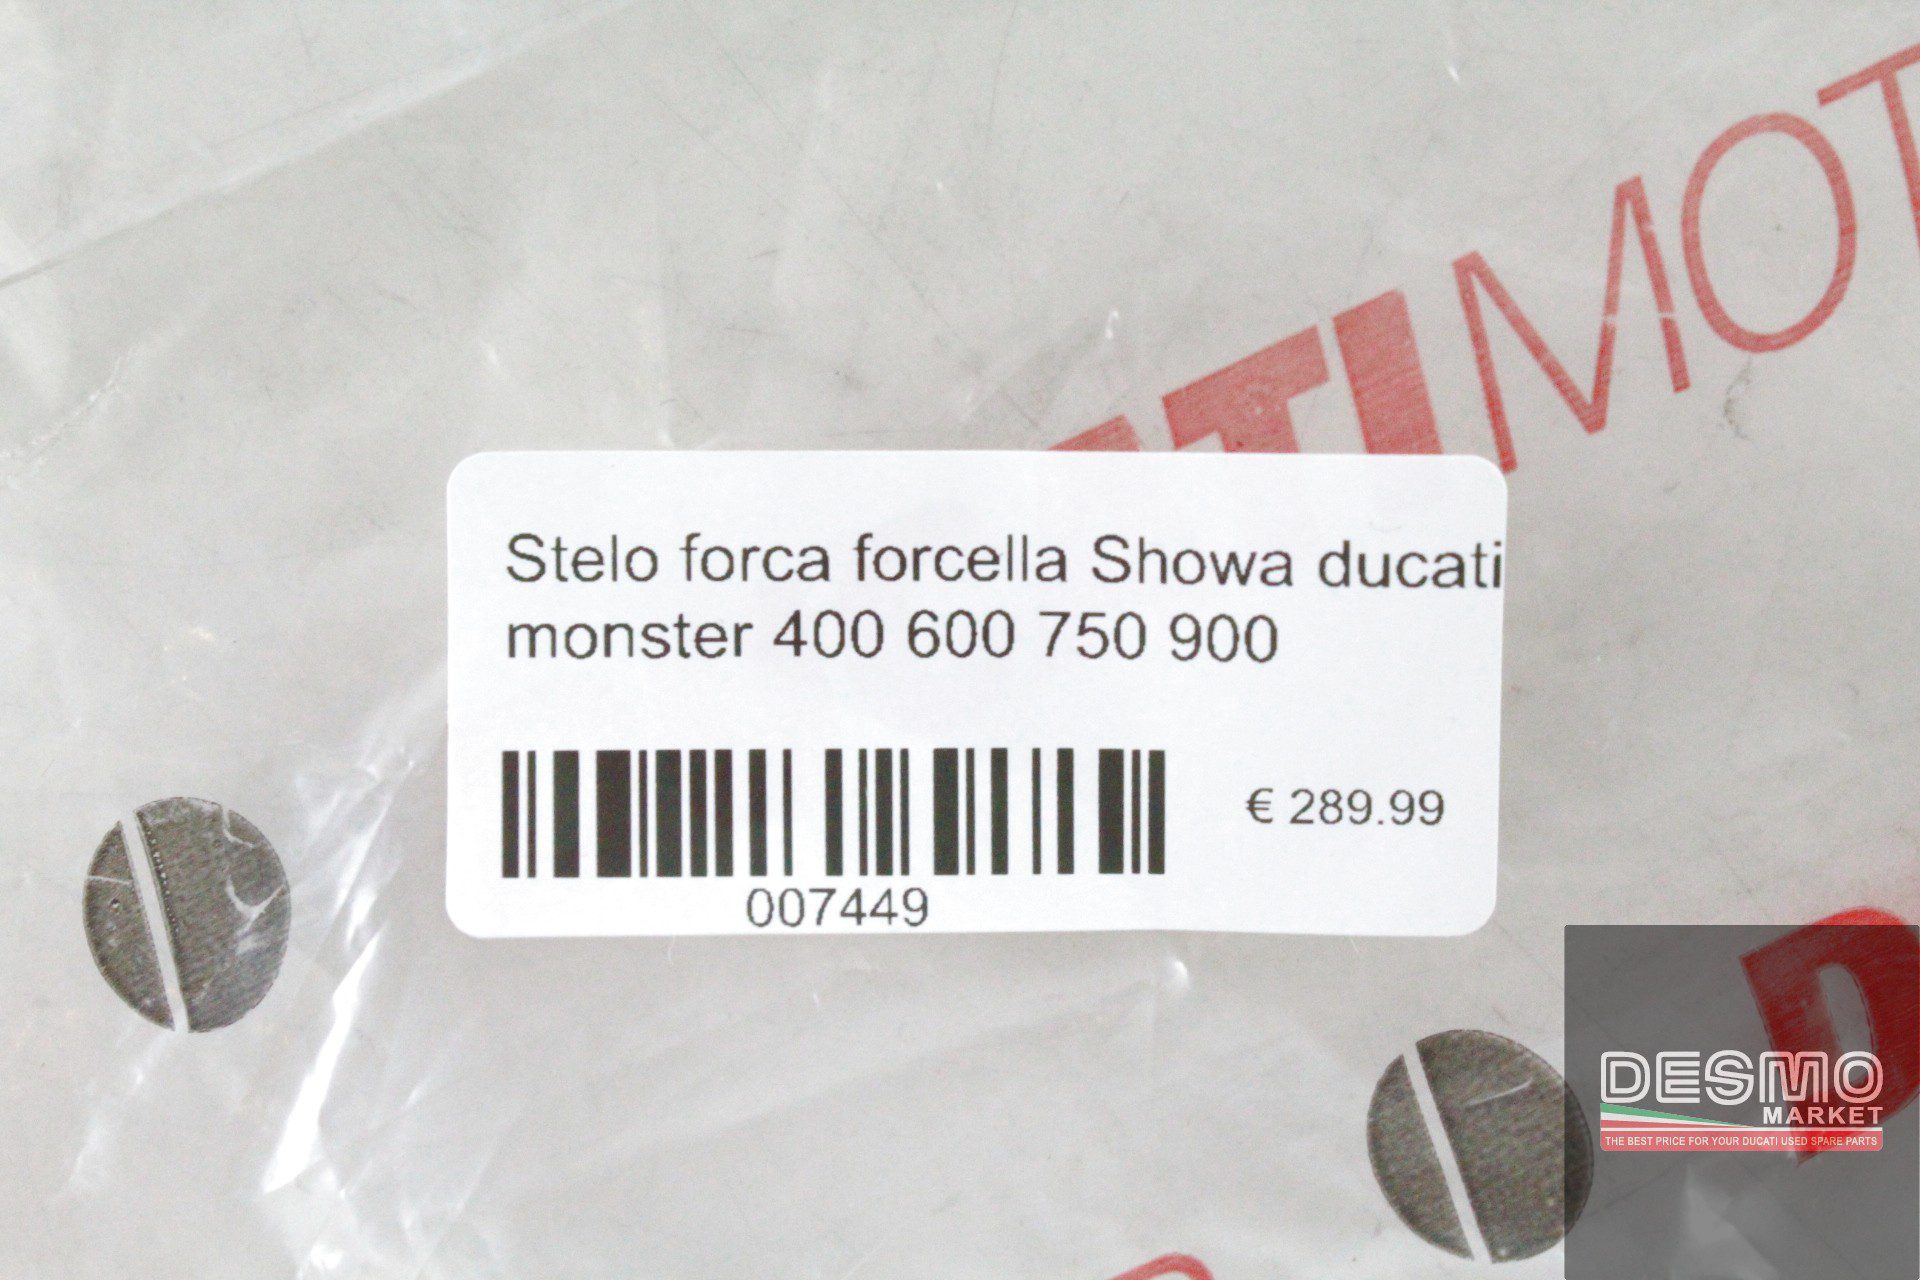 TIMOT
Stelo forca forcella Showa ducati
monster 400 600 750 900
€ 289.99
007449
D
DESMO
MARKET
THE BEST PRICE FOR YOUR DUCATI USED SPARE PARTS